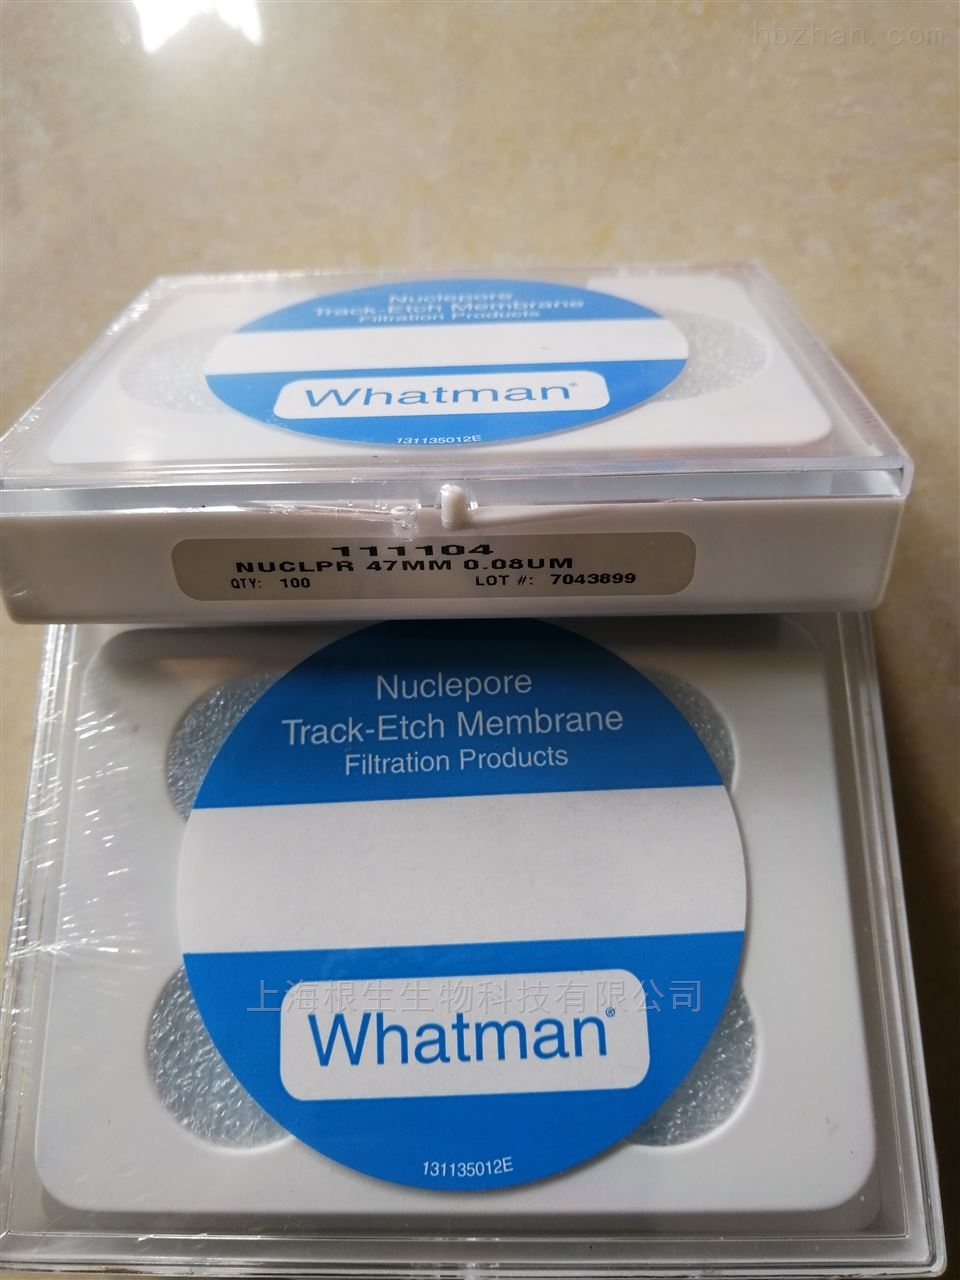 hbzhan.com
Nuclepore
Track-Etch Membrane
Filtration Products
Whatman®
131135012E
111104
NUCLPR 47MM 0.08UM
QTY: 100 LOT #: 7043899
Nuclepore
Track-Etch Membrane
Filtration Products
上海根生生物科技有限公司
Whatman®
131135012E